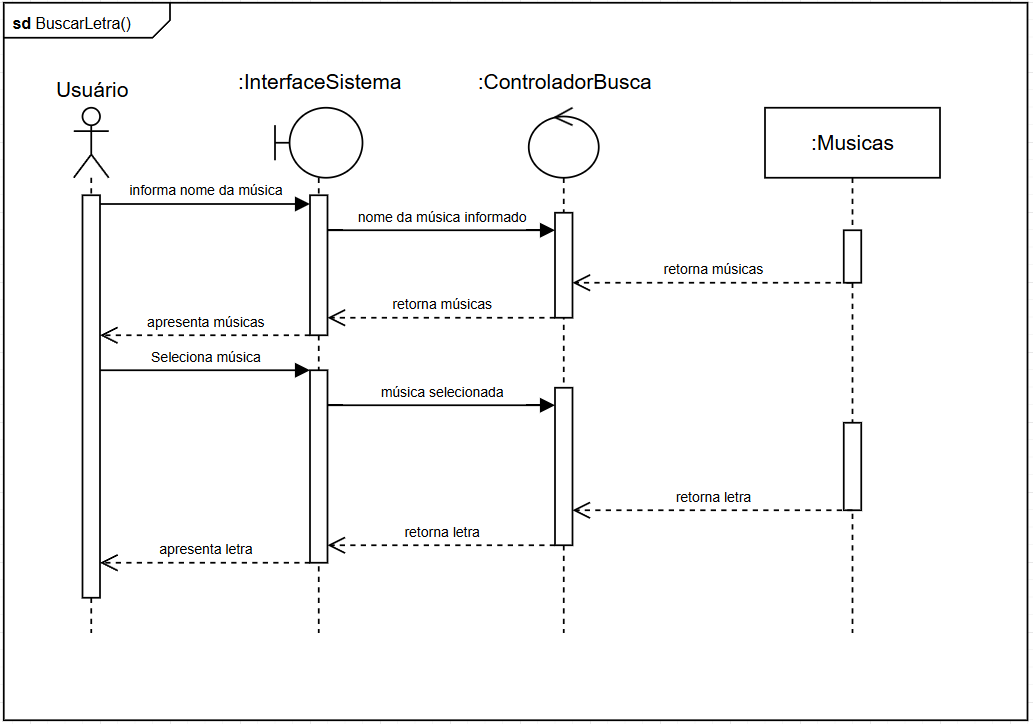 sd BuscarLetra()
Usuário
:InterfaceSistema
:ControladorBusca
:Musicas
informa nome da música
nome da música informado
retorna músicas
retorna músicas
apresenta músicas
Seleciona música
música selecionada
retorna letra
retorna letra
apresenta letra